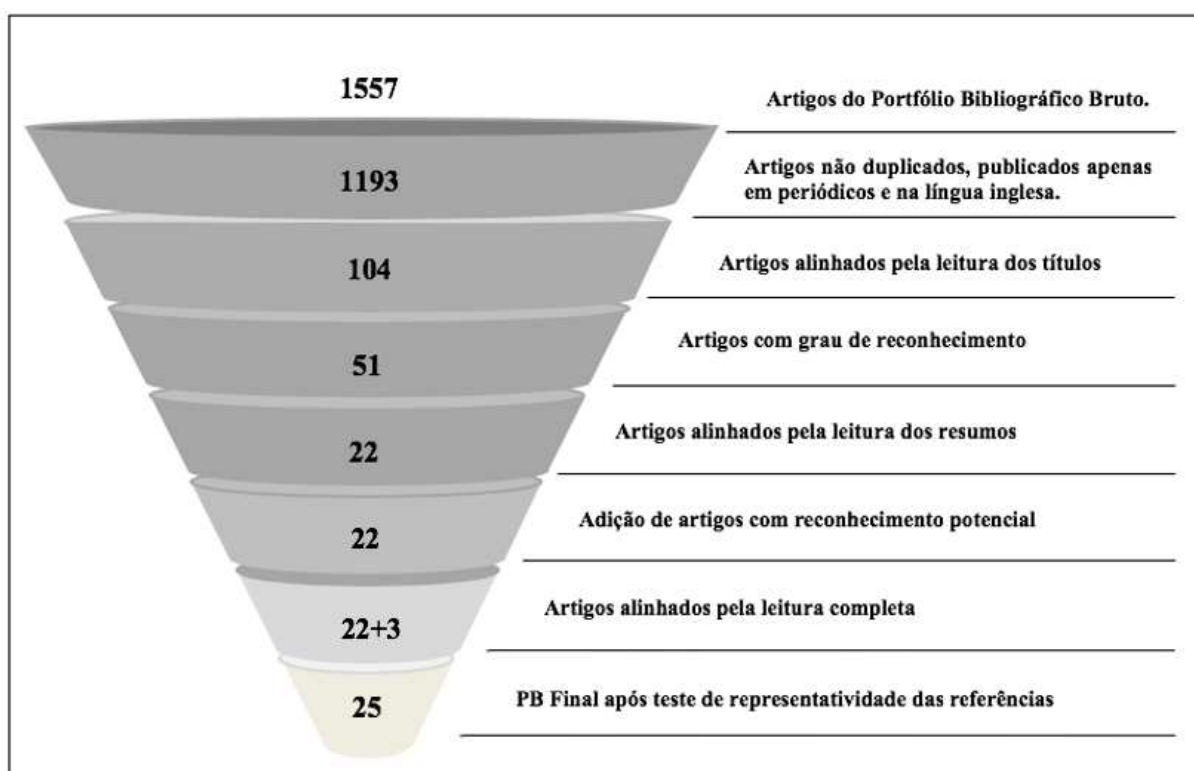 1557
Artigos do Portfólio Bibliográfico Bruto.
1193
Artigos não duplicados, publicados apenas
em periódicos e na língua inglesa.
104
Artigos alinhados pela leitura dos títulos
51
Artigos com grau de reconhecimento
22
Artigos alinhados pela leitura dos resumos
22
Adição de artigos com reconhecimento potencial
22+3
Artigos alinhados pela leitura completa
25
PB Final após teste de representatividade das referências